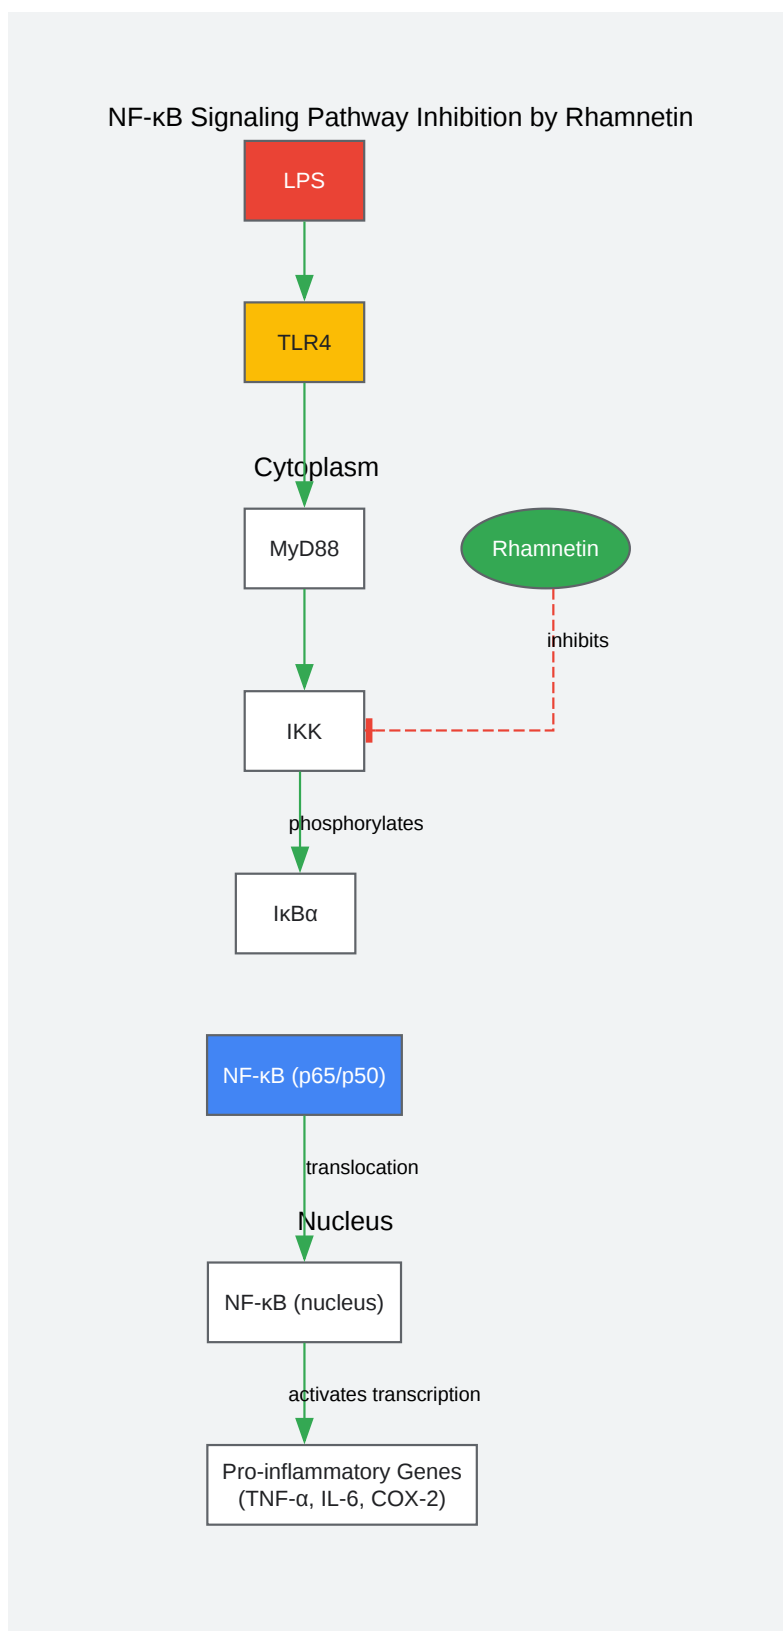 NF-κB Signaling Pathway Inhibition by Rhamnetin
LPS
TLR4
Cytoplasm
MyD88
Rhamnetin
inhibits
IKK
phosphorylates
IκBα
NF-κB (p65/p50)
translocation
Nucleus
NF-κB (nucleus)
activates transcription
Pro-inflammatory Genes
(TNF-α, IL-6, COX-2)